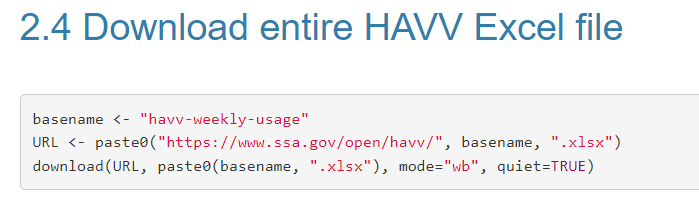 2.4 Download entire HAVV Excel file
basename <- "havv-weekly-usage"
URL <- paste0("https://www.ssa.gov/open/havv/", basename, ".xlsx")
download(URL, paste0(basename, ".xlsx"), mode="wb", quiet=TRUE)